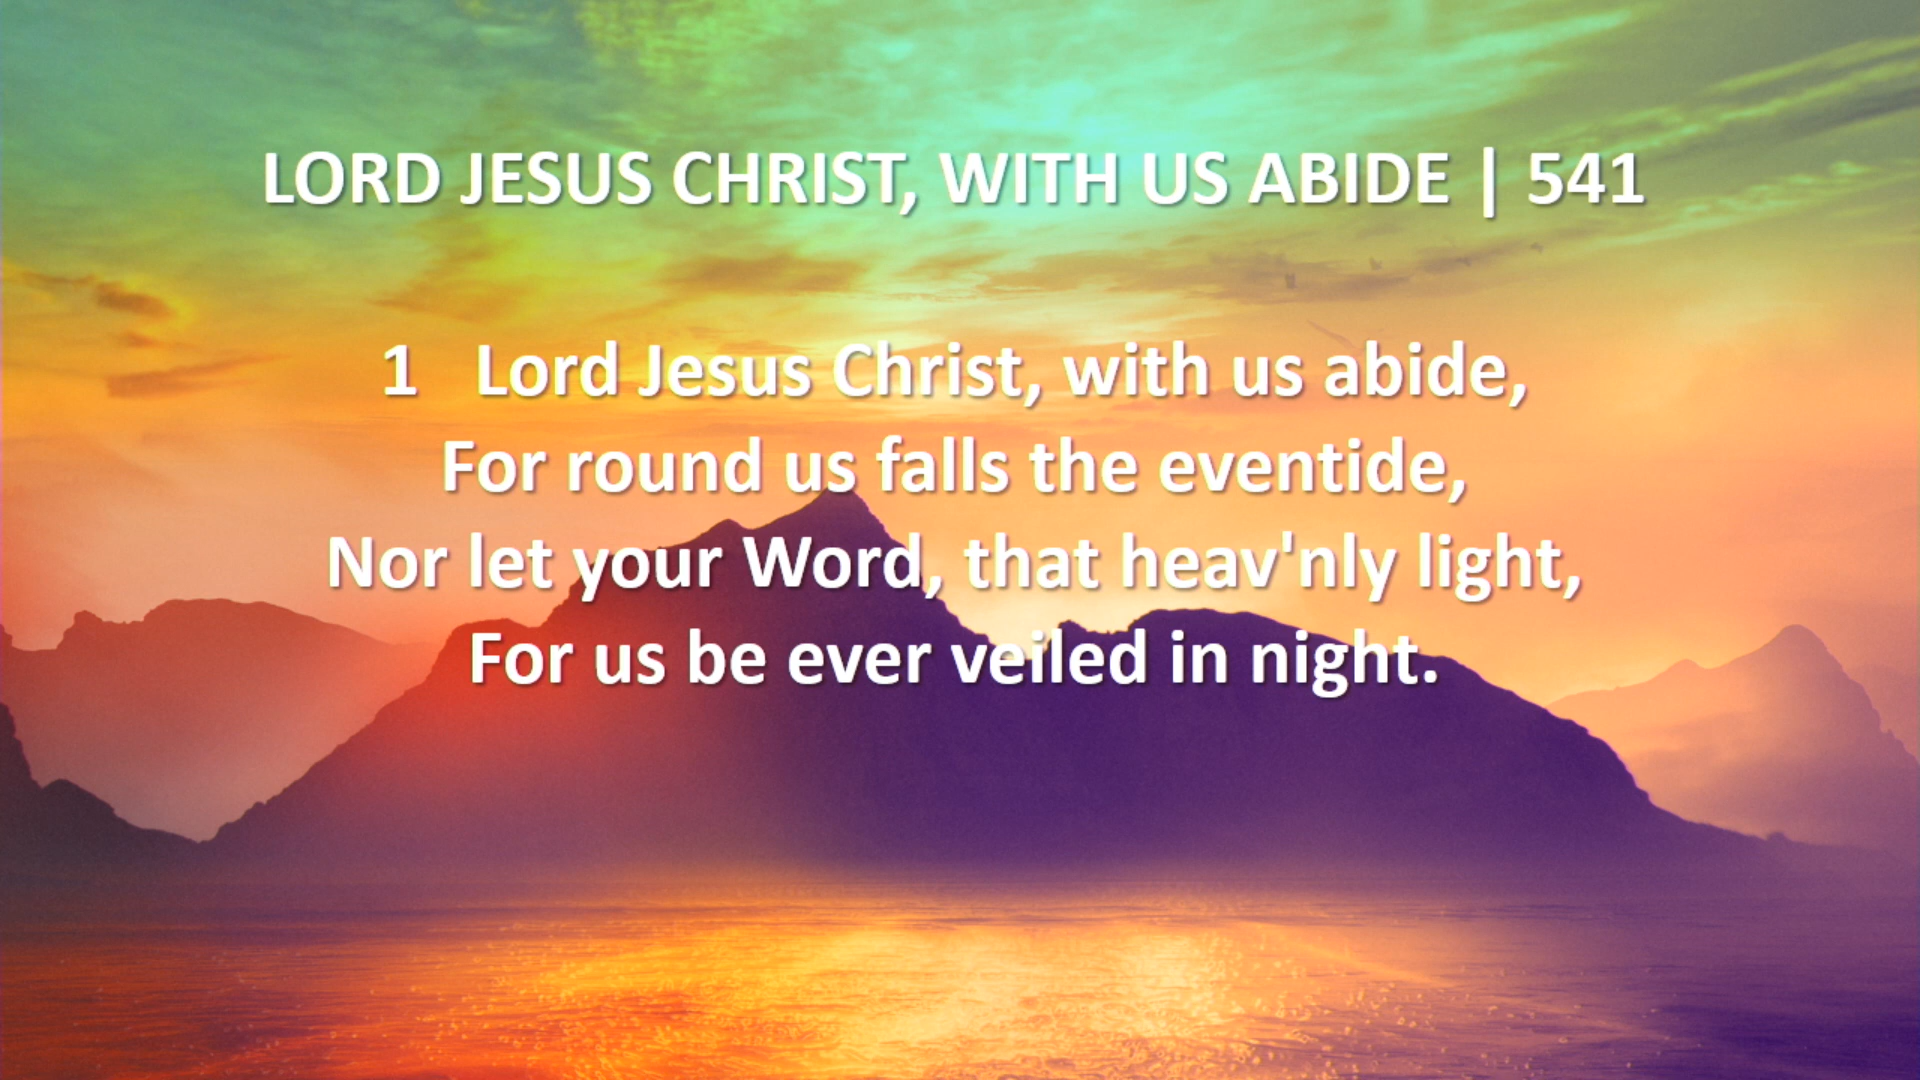 LORD JESUS CHRIST, WITH US ABIDE | 541
1 Lord Jesus Christ, with us abide,
For round us falls the eventide,
Nor let your Word, that heav'nly light,
For us be ever veiled in night.